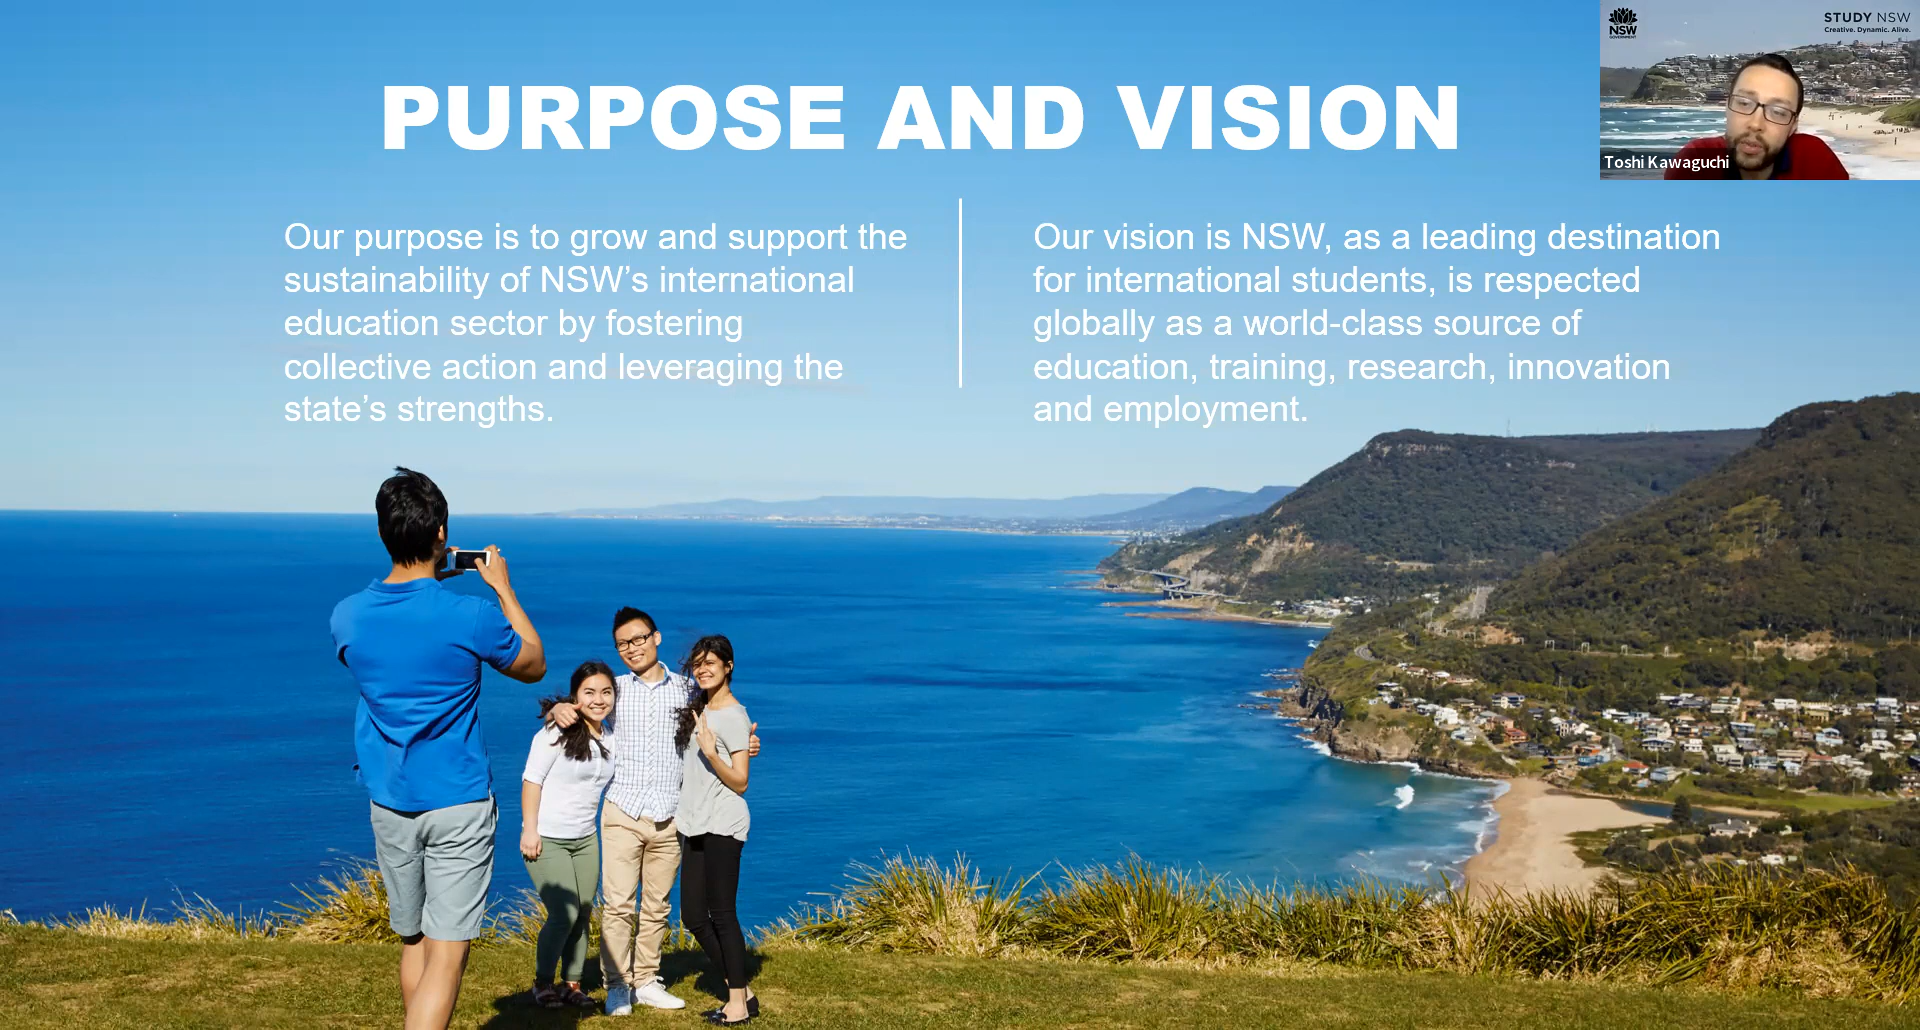 PURPOSE AND VISION
Our purpose is to grow and support the
sustainability of NSW’s international
education sector by fostering
collective action and leveraging the
state’s strengths.
Our vision is NSW, as a leading destination
for international students, is respected
globally as a world-class source of
education, training, research, innovation
and employment.
NSW
GOVERNMENT
STUDY NSW
Creative. Dynamic. Alive.
Toshi Kawaguchi